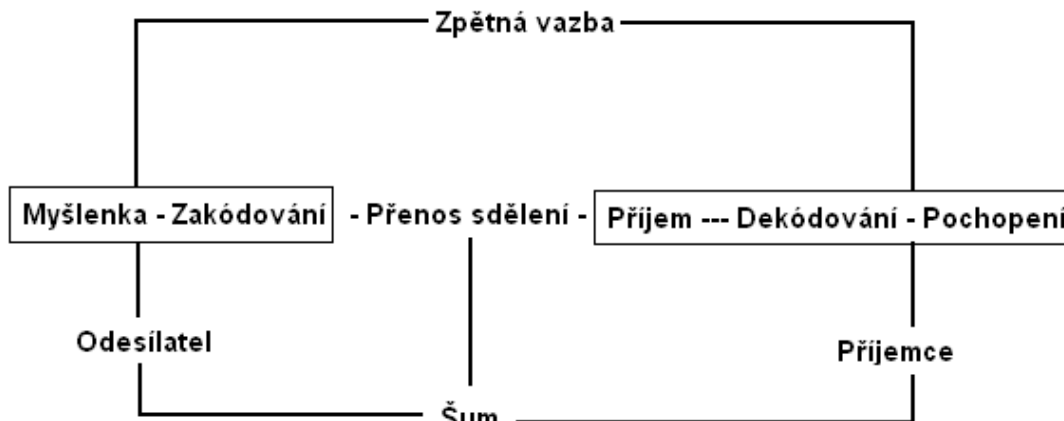 Zpětná vazba
Myšlenka - Zakódování - Přenos sdělení - Příjem --- Dekódování - Pochopení
Odesílatel
Příjemce
Šum